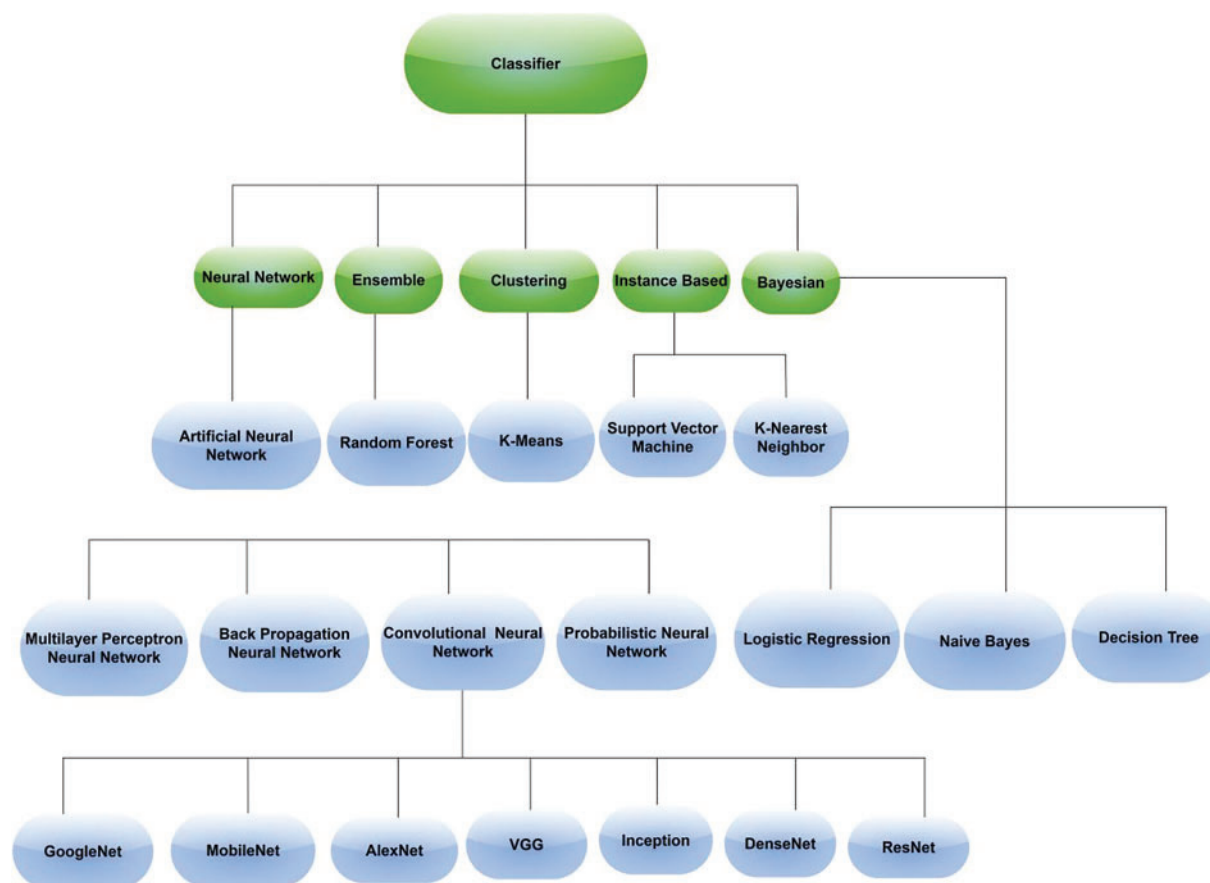 Classifier
Neural Network
Ensemble
Clustering
Instance Based
Bayesian
Artificial Neural
Network
Random Forest
K-Means
Support Vector
Machine
K-Nearest
Neighbor
Multilayer Perceptron
Neural Network
Back Propagation
Neural Network
Convolutional Neural
Network
Probabilistic Neural
Network
Logistic Regression
Naive Bayes
Decision Tree
GoogleNet
MobileNet
AlexNet
VGG
Inception
DenseNet
ResNet